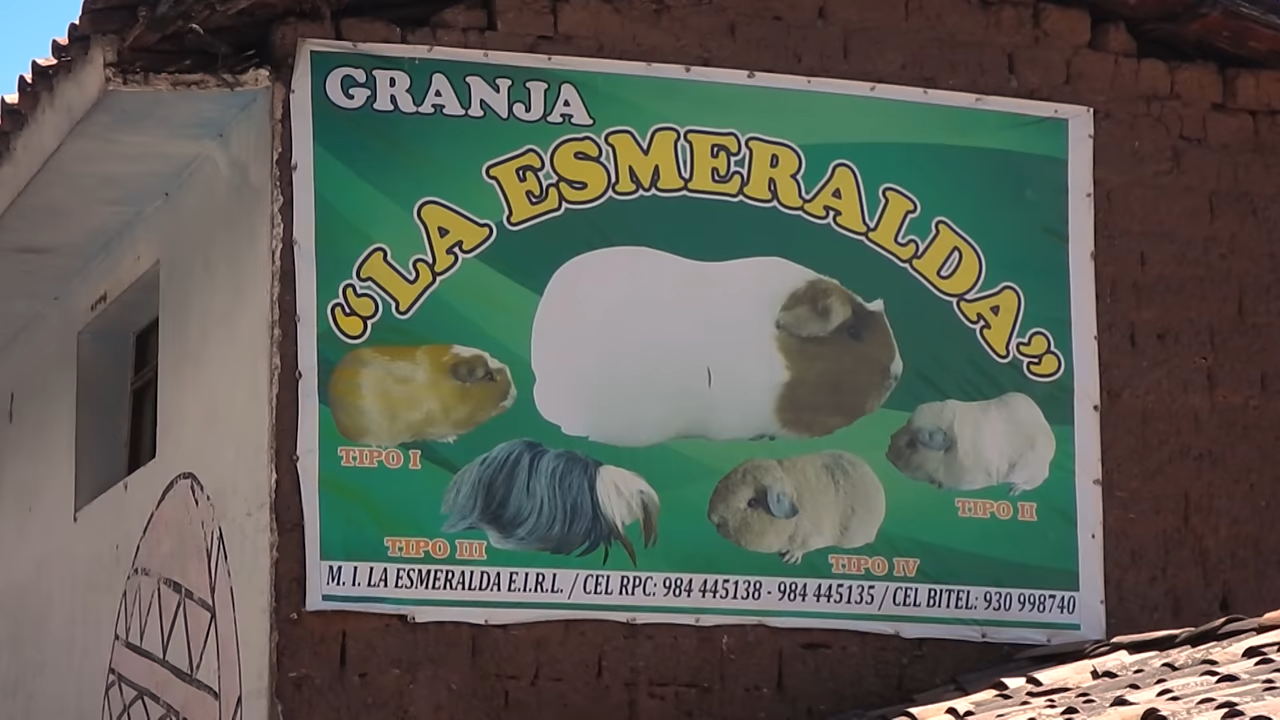 GRANJA
"LA ESMERALDA"
TIPO I
TIPO II
TIPO III
TIPO IV
M. I. LA ESMERALDA E.I.R.L. / CEL RPC: 984 445138 - 984 445135 / CEL BITEL: 930 998740